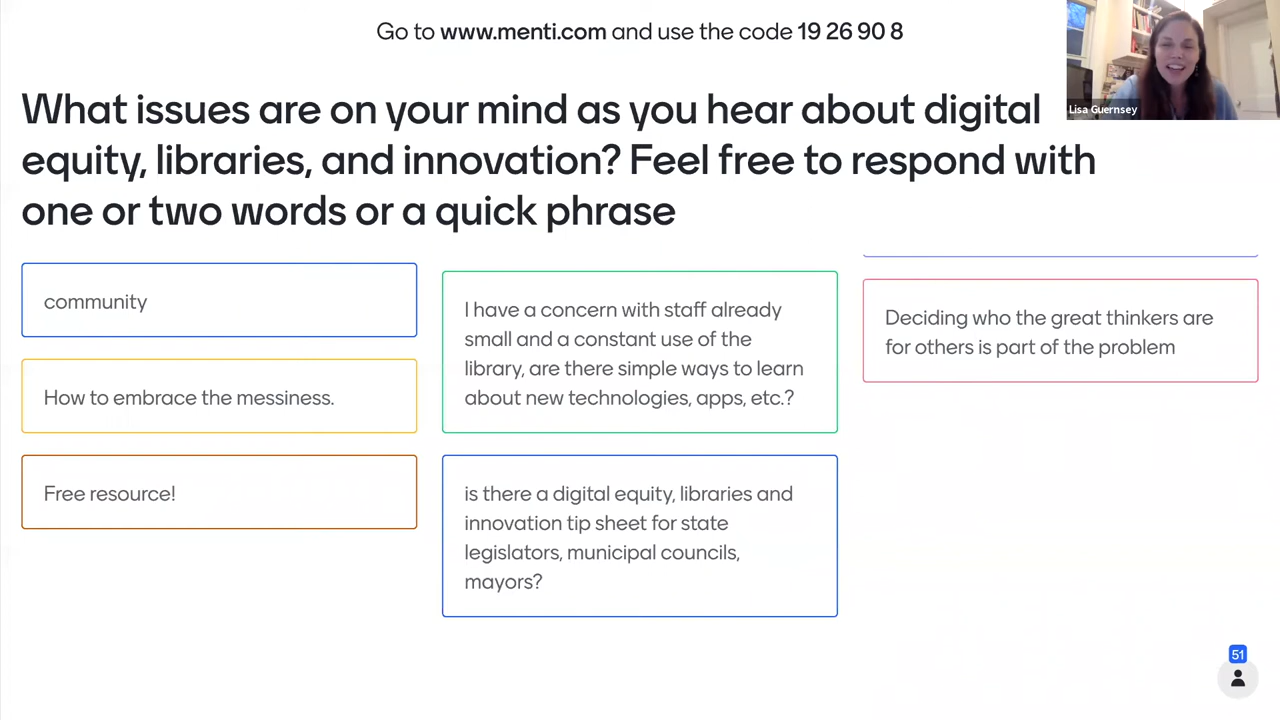 Go to www.menti.com and use the code 19 26 90 8
Lisa Guernsey
What issues are on your mind as you hear about digital
equity, libraries, and innovation? Feel free to respond with
one or two words or a quick phrase
community
How to embrace the messiness.
Free resource!
I have a concern with staff already
small and a constant use of the
library, are there simple ways to learn
about new technologies, apps, etc.?
is there a digital equity, libraries and
innovation tip sheet for state
legislators, municipal councils,
mayors?
Deciding who the great thinkers are
for others is part of the problem
51